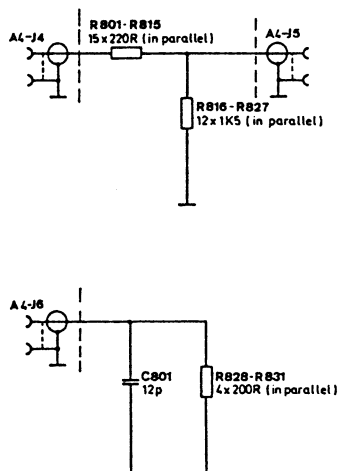 R801-R815
15x220R (in parallel)
A4-J4
A4-J5
R816-R827
12x1K5 (in parallel)
A4-J6
C801
12p
R828-R831
4x200R (in parallel)